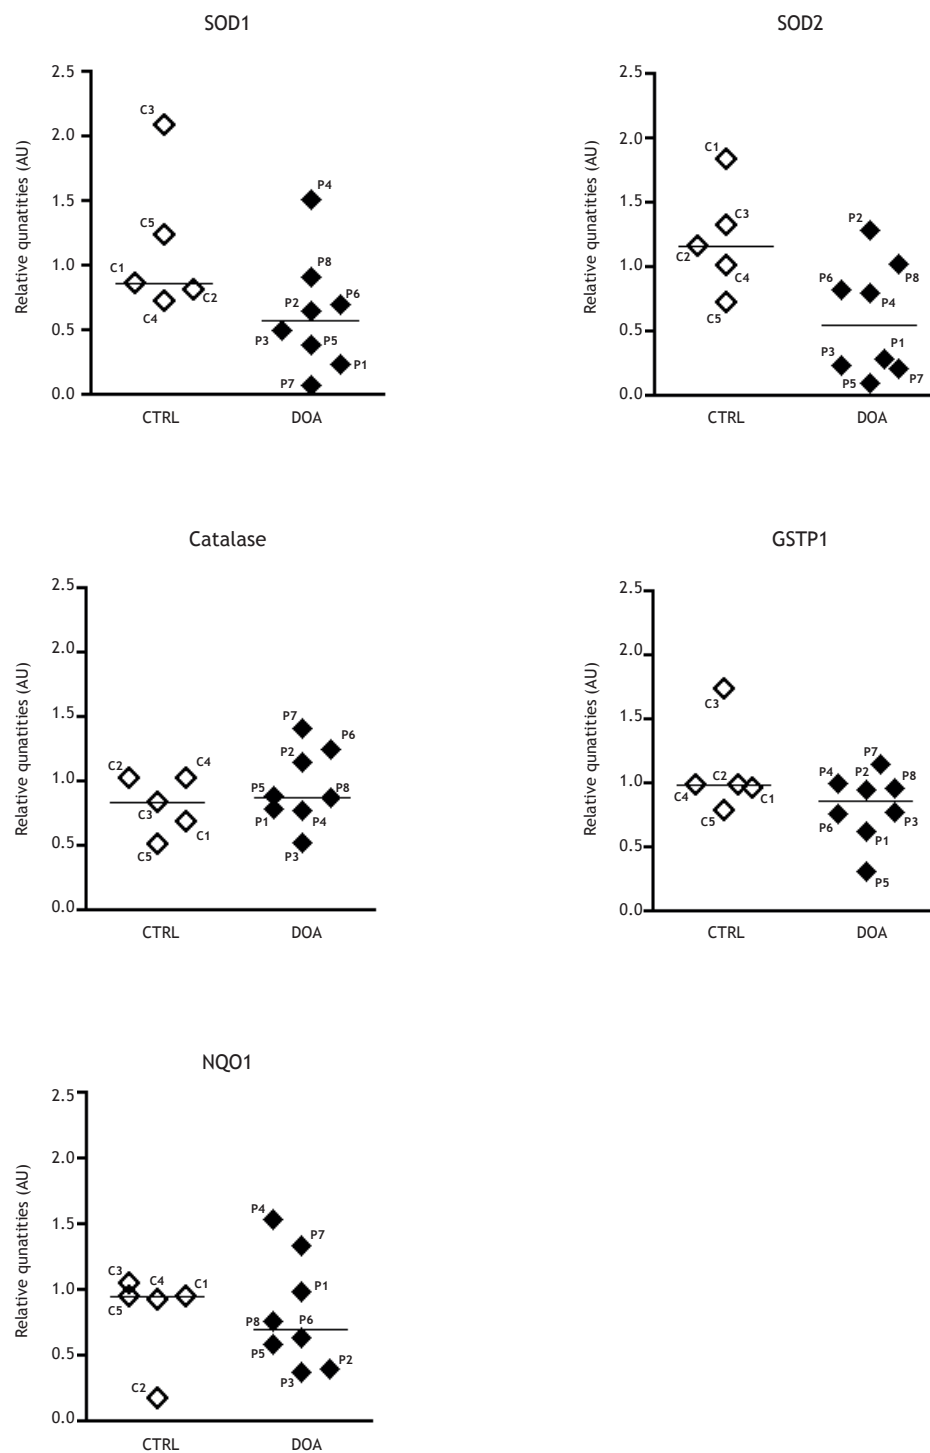 SOD1
2.5
2.0
1.5
1.0
0.5
0.0
Relative qunatities (AU)
C3
C5
C1
C2
C4
P4
P8
P2
P6
P3
P5
P1
P7
CTRL
DOA
SOD2
2.5
2.0
1.5
1.0
0.5
0.0
Relative qunatities (AU)
C1
C3
C2
C4
C5
P2
P8
P6
P4
P1
P3
P7
P5
CTRL
DOA
Catalase
2.5
2.0
1.5
1.0
0.5
0.0
Relative qunatities (AU)
C2
C4
C3
C1
C5
P7
P6
P2
P5
P8
P1
P4
P3
CTRL
DOA
GSTP1
2.5
2.0
1.5
1.0
0.5
0.0
Relative qunatities (AU)
C3
C2
C4
C1
C5
P7
P4
P2
P8
P6
P3
P1
P5
CTRL
DOA
NQO1
2.5
2.0
1.5
1.0
0.5
0.0
Relative qunatities (AU)
C3
C4
C1
C5
C2
P4
P7
P1
P8
P6
P5
P2
P3
CTRL
DOA